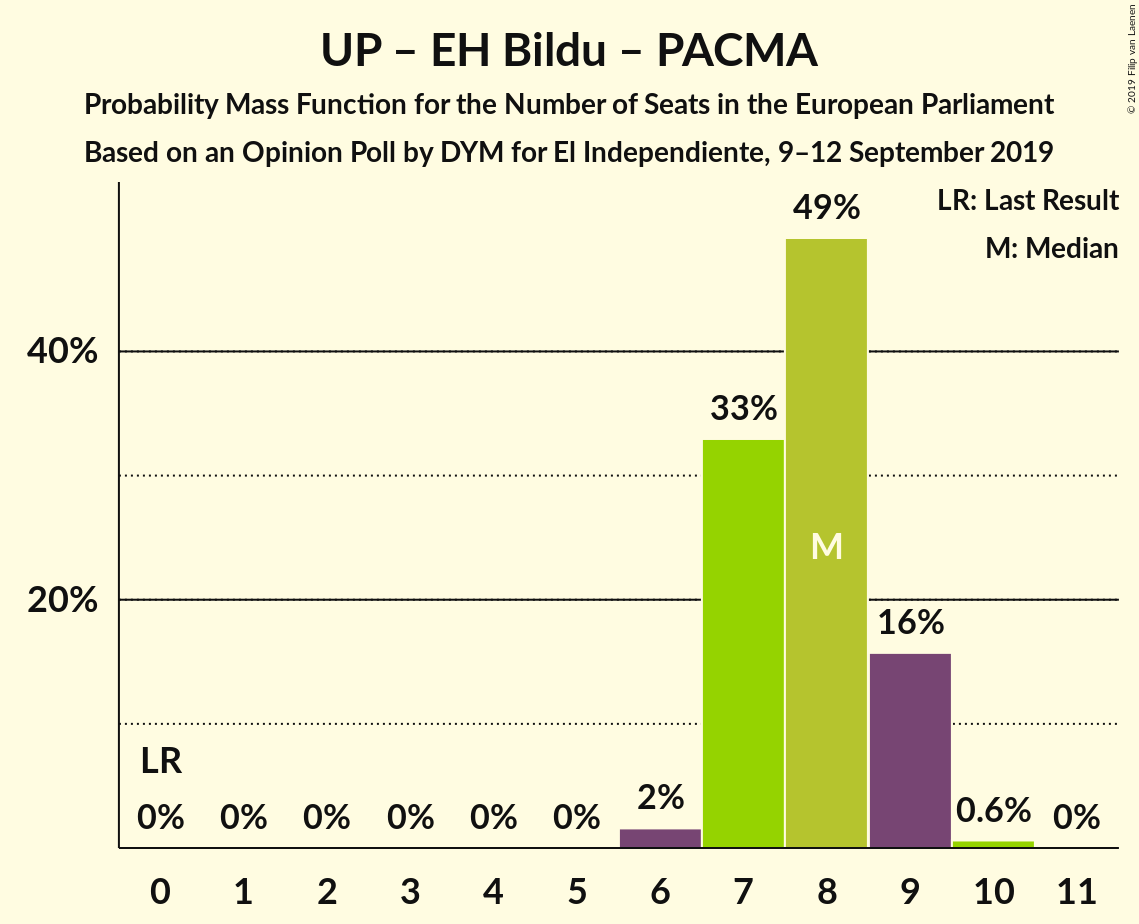 UP – EH Bildu – PACMA
Probability Mass Function for the Number of Seats in the European Parliament
Based on an Opinion Poll by DYM for El Independiente, 9–12 September 2019
© 2019 Filip van Laenen
LR: Last Result
M: Median
49%
40%
33%
M
20%
16%
LR
0% 0% 0% 0% 0% 0% 2% 0.6% 0%
0 1 2 3 4 5 6 7 8 9 10 11